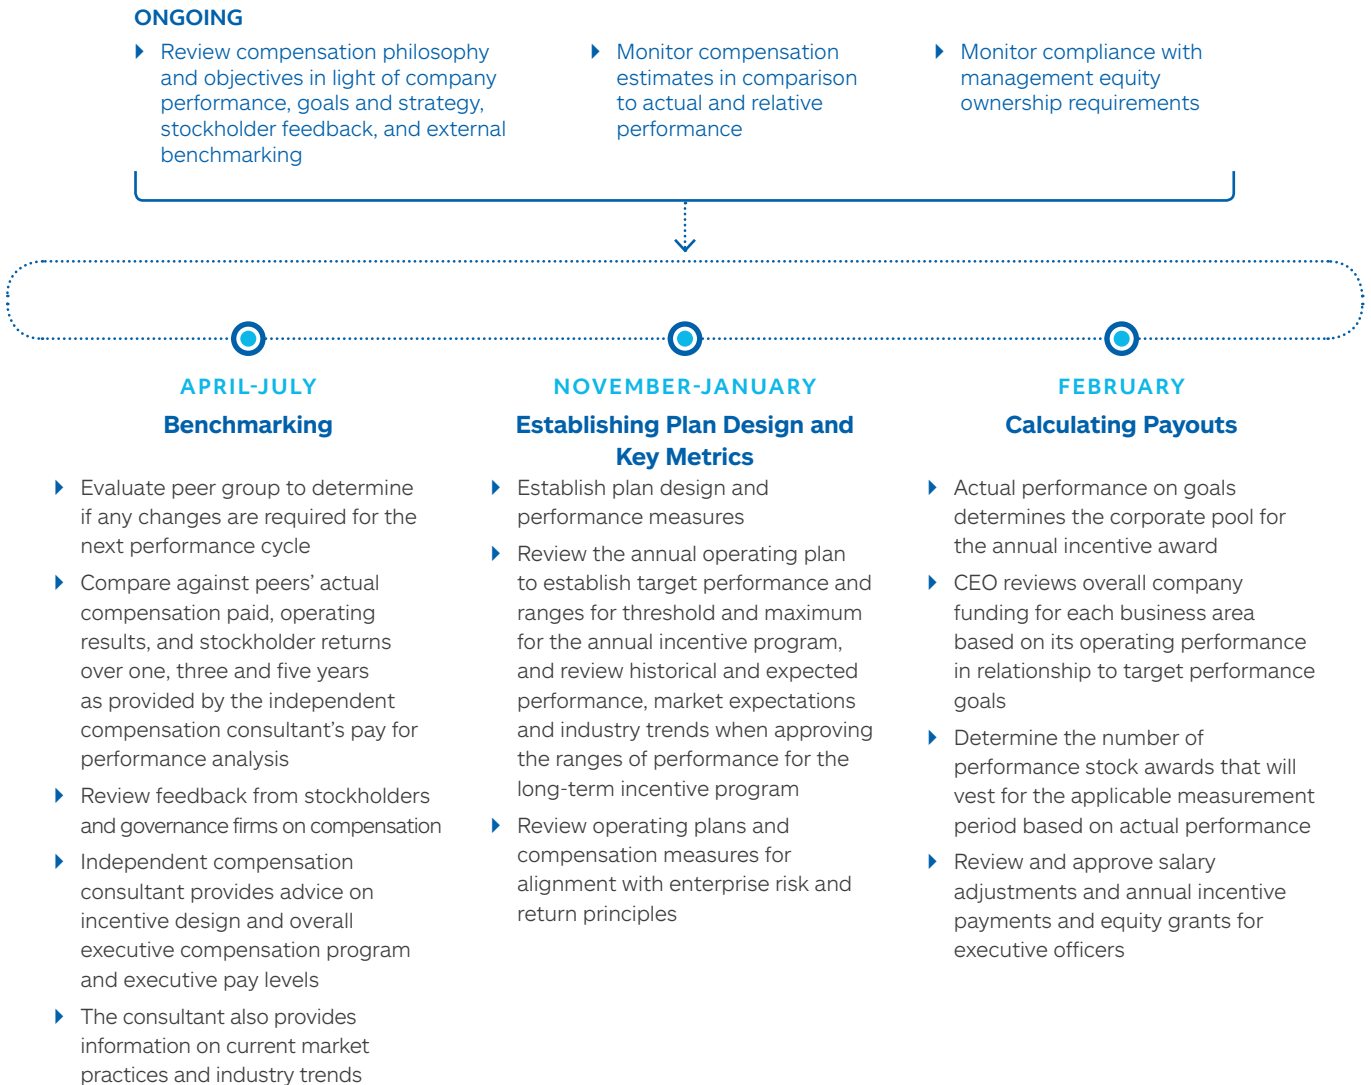 ONGOING
Review compensation philosophy
and objectives in light of company
performance, goals and strategy,
stockholder feedback, and external
benchmarking
Monitor compensation
estimates in comparison
to actual and relative
performance
Monitor compliance with
management equity
ownership requirements
APRIL-JULY
Benchmarking
Evaluate peer group to determine
if any changes are required for the
next performance cycle
Compare against peers’ actual
compensation paid, operating
results, and stockholder returns
over one, three and five years
as provided by the independent
compensation consultant’s pay for
performance analysis
Review feedback from stockholders
and governance firms on compensation
Independent compensation
consultant provides advice on
incentive design and overall
executive compensation program
and executive pay levels
The consultant also provides
information on current market
practices and industry trends
NOVEMBER-JANUARY
Establishing Plan Design and
Key Metrics
Establish plan design and
performance measures
Review the annual operating plan
to establish target performance and
ranges for threshold and maximum
for the annual incentive program,
and review historical and expected
performance, market expectations
and industry trends when approving
the ranges of performance for the
long-term incentive program
Review operating plans and
compensation measures for
alignment with enterprise risk and
return principles
FEBRUARY
Calculating Payouts
Actual performance on goals
determines the corporate pool for
the annual incentive award
CEO reviews overall company
funding for each business area
based on its operating performance
in relationship to target performance
goals
Determine the number of
performance stock awards that will
vest for the applicable measurement
period based on actual performance
Review and approve salary
adjustments and annual incentive
payments and equity grants for
executive officers